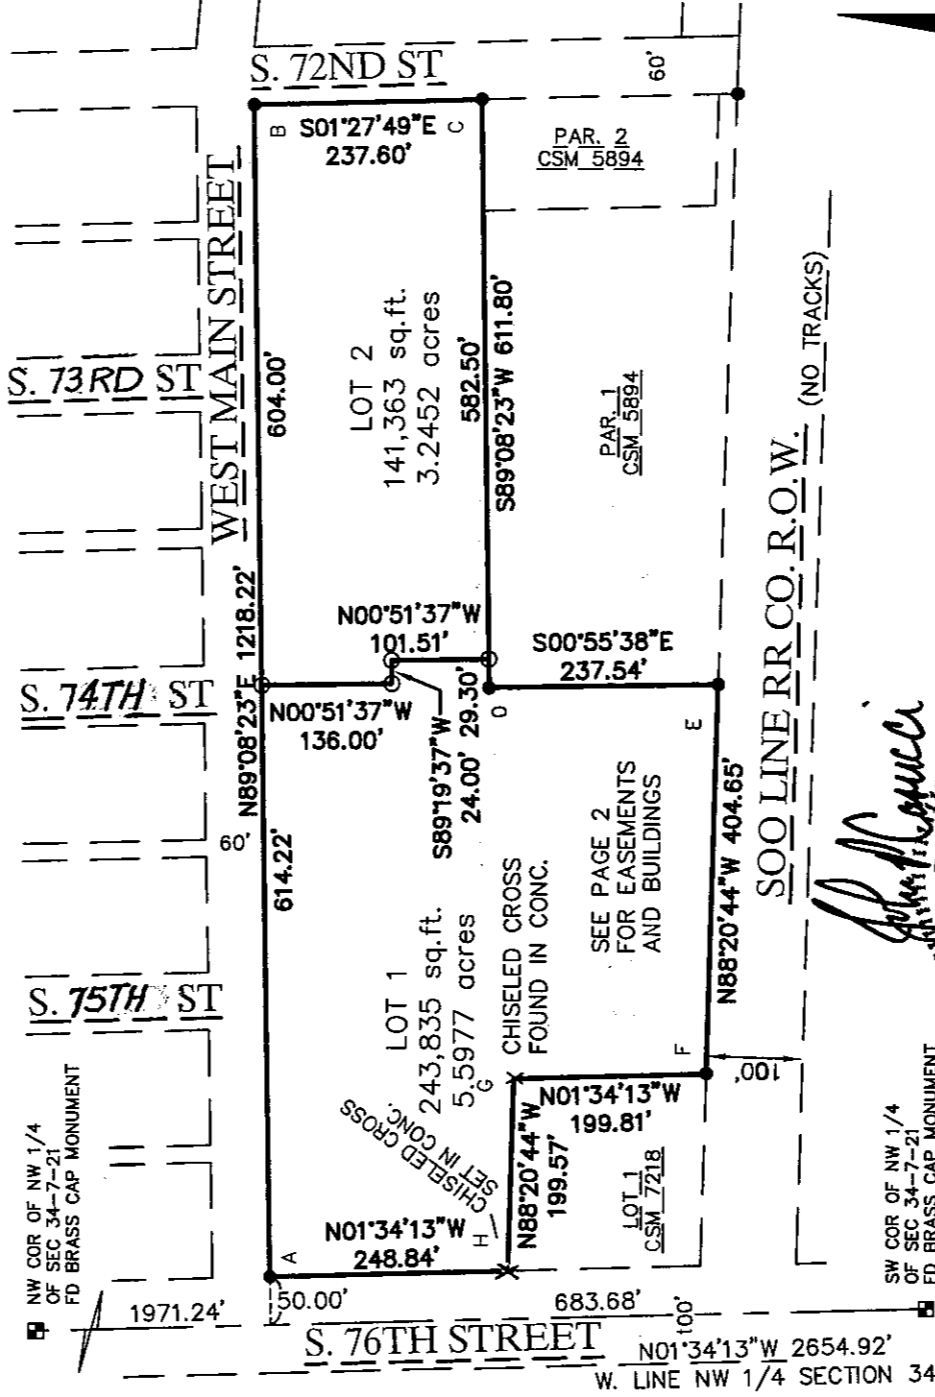 S. 72ND ST
60'
B
S01°27'49"E
237.60'
C
PAR. 2
CSM 5894
WEST MAIN STREET
S. 73RD ST
604.00'
LOT 2
141,363 sq.ft.
3.2452 acres
582.50'
S89°08'23"W 611.80'
PAR. 1
CSM 5894
SOO LINE RR CO. R.O.W. (NO TRACKS)
N89°08'23"E 1218.22'
N00°51'37"W
101.51'
S00°55'38"E
237.54'
S. 74TH ST
N00°51'37"W
136.00'
S89°19'37"W
24.00'
29.30'
D
E
60'
614.22'
LOT 1
243,835 sq.ft.
5.5977 acres
G
CHISELED CROSS
FOUND IN CONC.
SEE PAGE 2
FOR EASEMENTS
AND BUILDINGS
N88°20'44"W 404.65'
S. 75TH ST
F
100'
CHISELED CROSS
SET IN CONC.
N01°34'13"W
199.81'
N88°20'44"W
199.57'
LOT 1
CSM 7218
NW COR OF NW 1/4
OF SEC 34-7-21
FD BRASS CAP MONUMENT
A
N01°34'13"W
248.84'
H
SW COR OF NW 1/4
OF SEC 34-7-21
FD BRASS CAP MONUMENT
1971.24'
50.00'
683.68'
100'
S. 76TH STREET
N01°34'13"W 2654.92'
W. LINE NW 1/4 SECTION 34